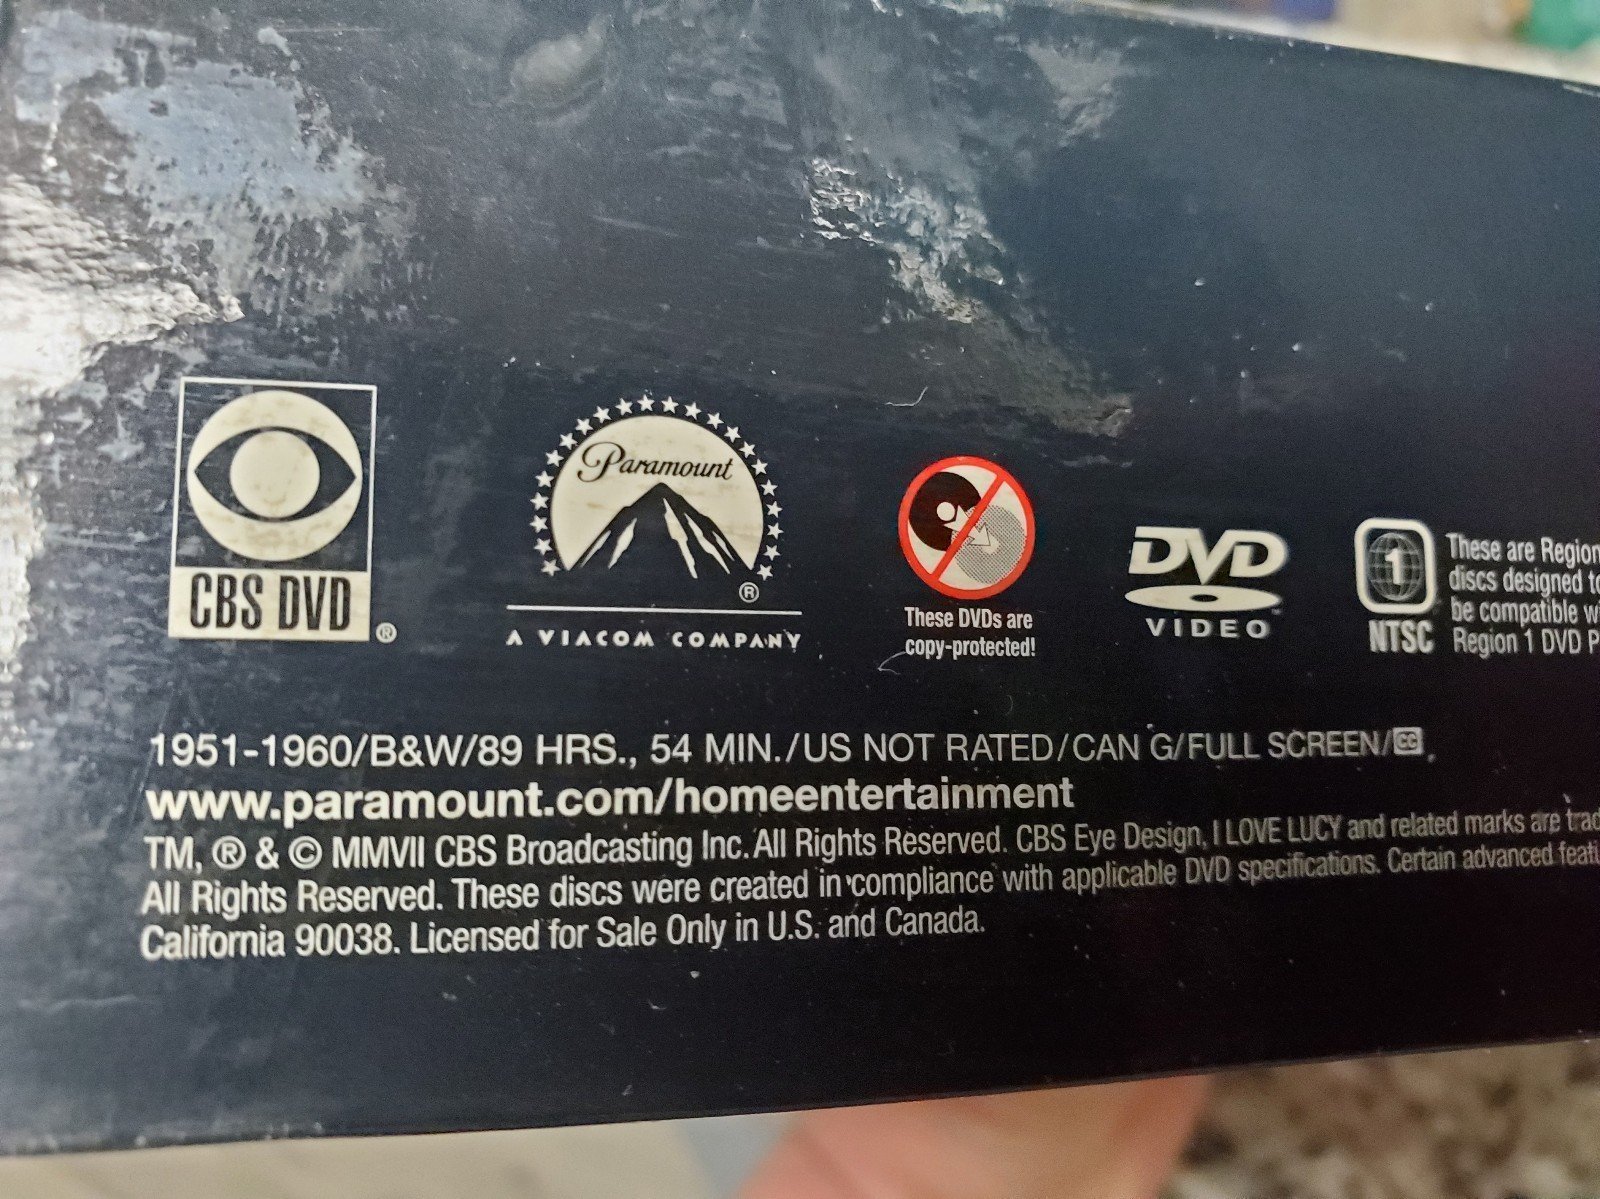 CBS DVD ®
Paramount
®
A VIACOM COMPANY
These DVDs are
copy-protected!
DVD
VIDEO
1
NTSC
These are Region
discs designed to
be compatible w
Region 1 DVD P
1951-1960/B&W/89 HRS., 54 MIN./US NOT RATED/CAN G/FULL SCREEN/CC.
www.paramount.com/homeentertainment
TM, ® & © MMVII CBS Broadcasting Inc. All Rights Reserved. CBS Eye Design, I LOVE LUCY and related marks are trad
All Rights Reserved. These discs were created in compliance with applicable DVD specifications. Certain advanced featu
California 90038. Licensed for Sale Only in U.S. and Canada.